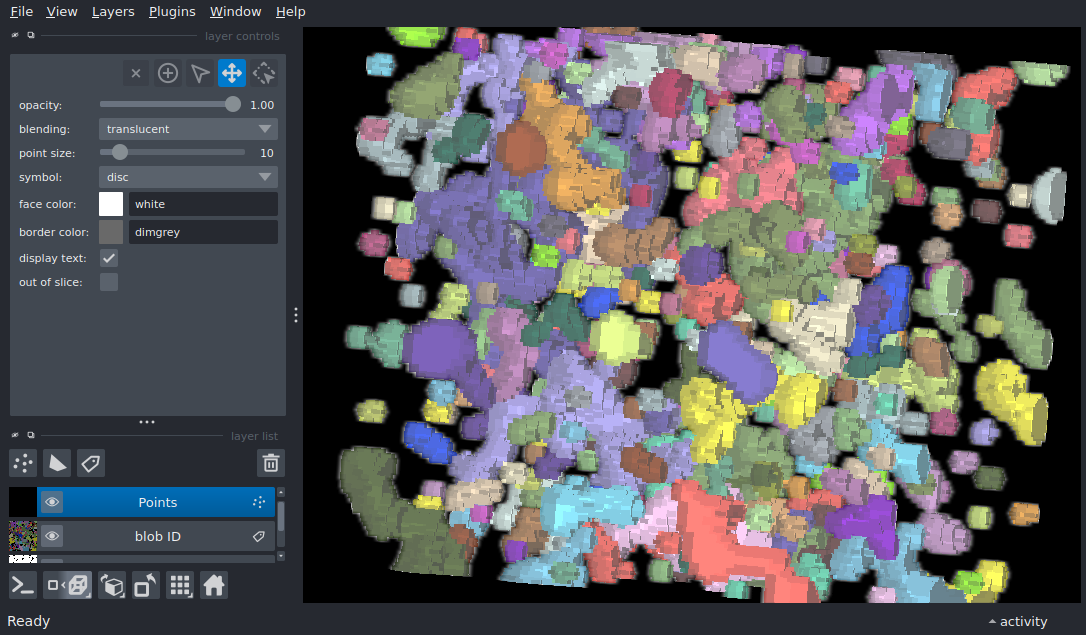 File View Layers Plugins Window Help
layer controls
opacity: 1.00
blending: translucent
point size: 10
symbol: disc
face color: white
border color: dimgrey
display text:
out of slice:
layer list
Points
blob ID
Ready
activity